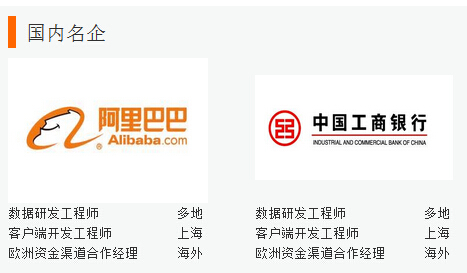 国内名企
阿里巴巴
Alibaba.com
中国工商银行
INDUSTRIAL AND COMMERCIAL BANK OF CHINA
数据研发工程师 多地
客户端开发工程师 上海
欧洲资金渠道合作经理 海外
数据研发工程师 多地
客户端开发工程师 上海
欧洲资金渠道合作经理 海外